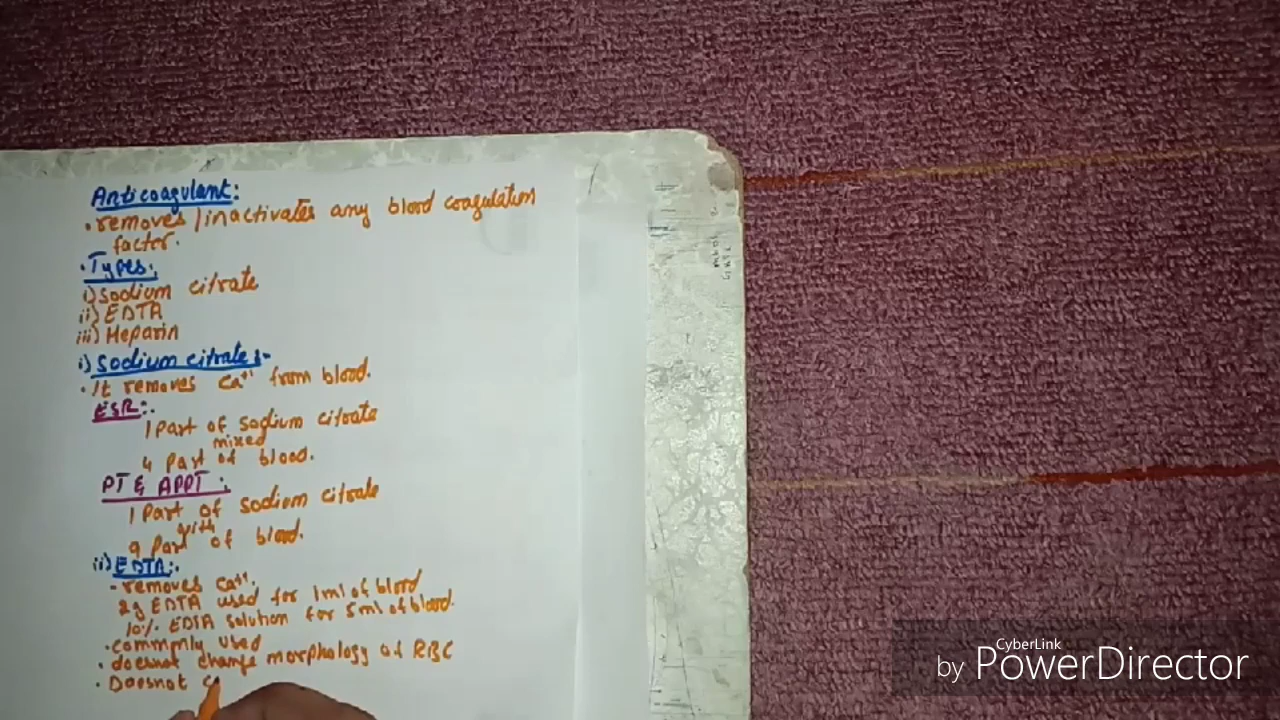 Anticoagulant:
• removes / inactivates any blood coagulation
factor.
• Types:
i) Sodium citrate
ii) EDTA
iii) Heparin
i) Sodium citrate:-
• It removes Ca++ from blood.
ESR:-
1 Part of sodium citrate
mixed
4 part of blood.
PT & APPT:
1 Part of sodium citrate
with
9 Part of blood.
ii) EDTA:-
- removes Ca++.
EDTA used for 1ml of blood
10% EDTA solution for 5ml of blood.
• commonly used
• doesnot change morphology of RBC
• Doesnot c
CyberLink
by PowerDirector